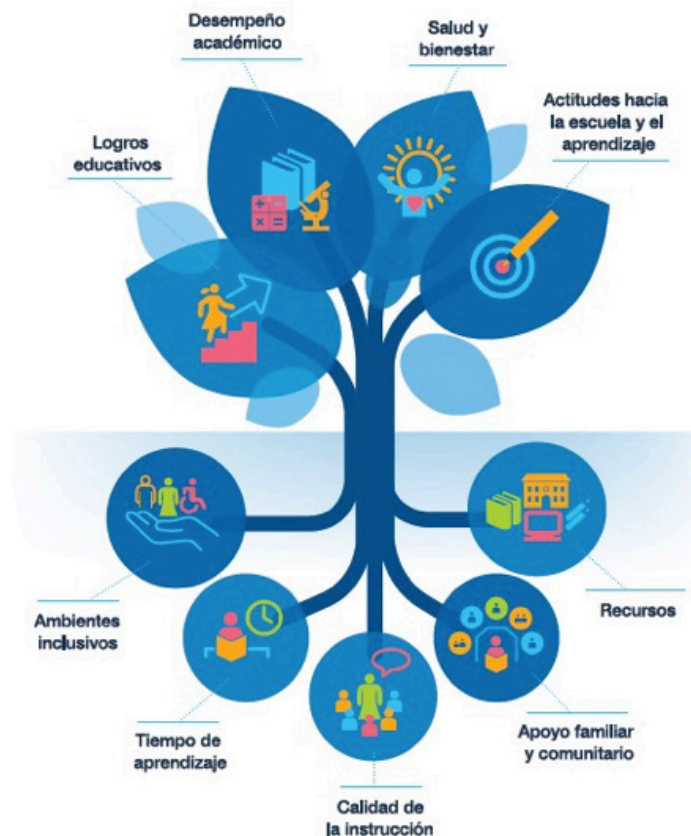 Desempeño
académico
Salud y
bienestar
Actitudes hacia
la escuela y el
aprendizaje
Logros
educativos
Ambientes
inclusivos
Recursos
Tiempo de
aprendizaje
Apoyo familiar
y comunitario
Calidad de
la instrucción